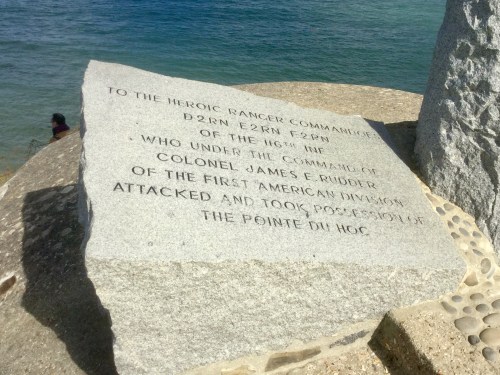 TO THE HEROIC RANGER COMMANDOES
D2RN E2RN F2RN
OF THE 116TH INF
WHO UNDER THE COMMAND OF
COLONEL JAMES E. RUDDER
OF THE FIRST AMERICAN DIVISION
ATTACKED AND TOOK POSSESSION OF
THE POINTE DU HOC